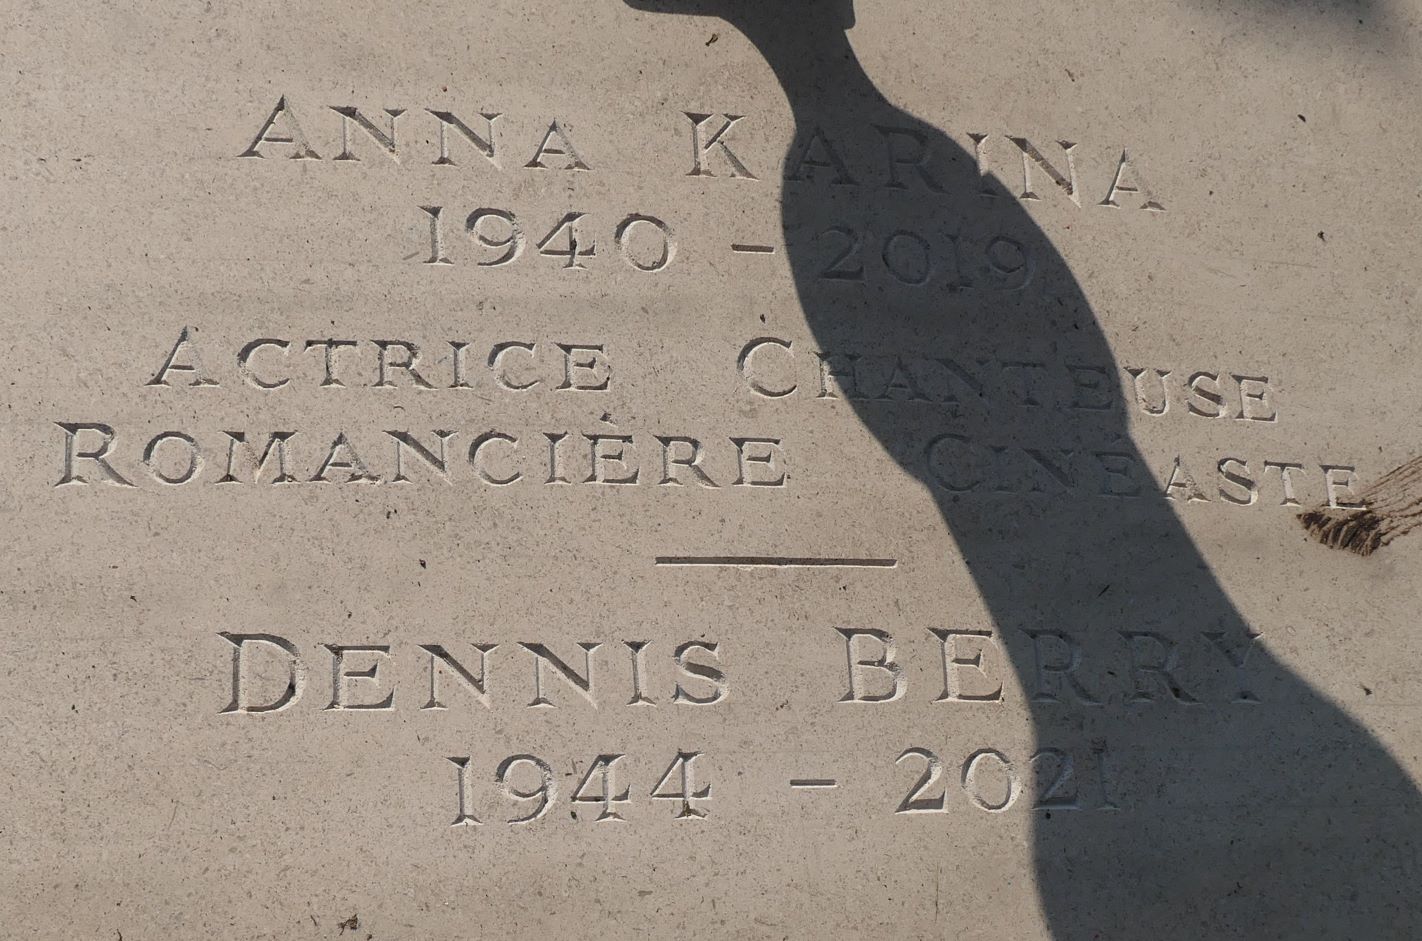 ANNA KARINA
1940 – 2019
ACTRICE CHANTEUSE
ROMANCIÈRE CINÉASTE
DENNIS BERRY
1944 – 2021